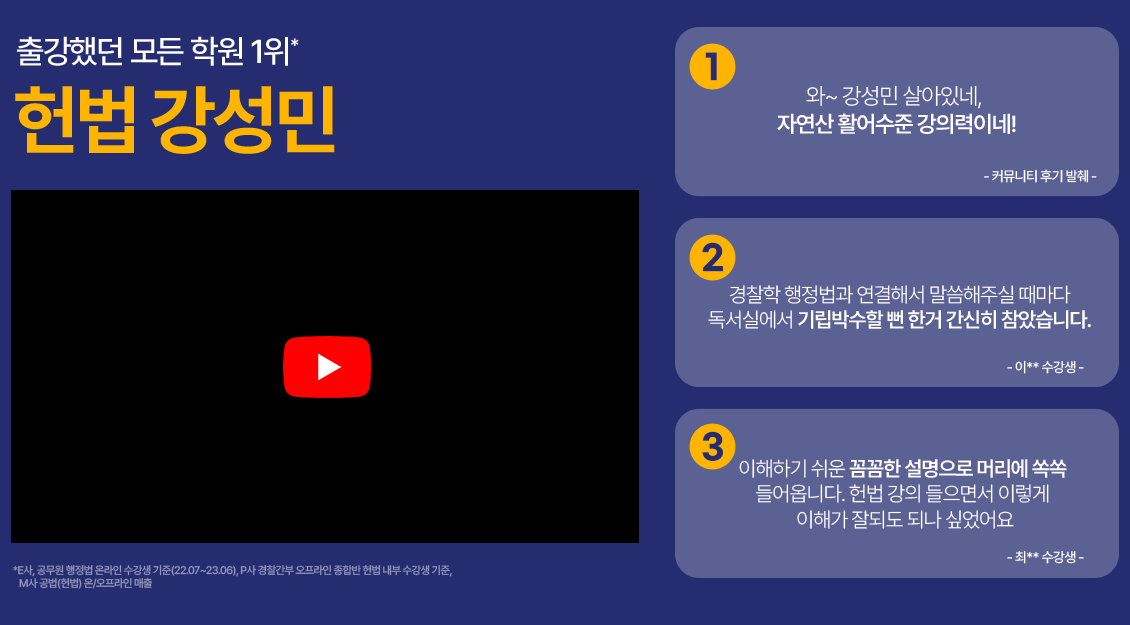 출강했던 모든 학원 1위*
헌법 강성민
*E사, 공무원 행정법 온라인 수강생 기준(22.07~23.06), P사 경찰간부 오프라인 종합반 헌법 내부 수강생 기준,
M사 공법(헌법) 온/오프라인 매출
1
와~ 강성민 살아있네,
자연산 활어수준 강의력이네!
- 커뮤니티 후기 발췌 -
2
경찰학 행정법과 연결해서 말씀해주실 때마다
독서실에서 기립박수할 뻔 한거 간신히 참았습니다.
- 이** 수강생 -
3
이해하기 쉬운 꼼꼼한 설명으로 머리에 쏙쏙
들어옵니다. 헌법 강의 들으면서 이렇게
이해가 잘되도 되나 싶었어요
- 최** 수강생 -